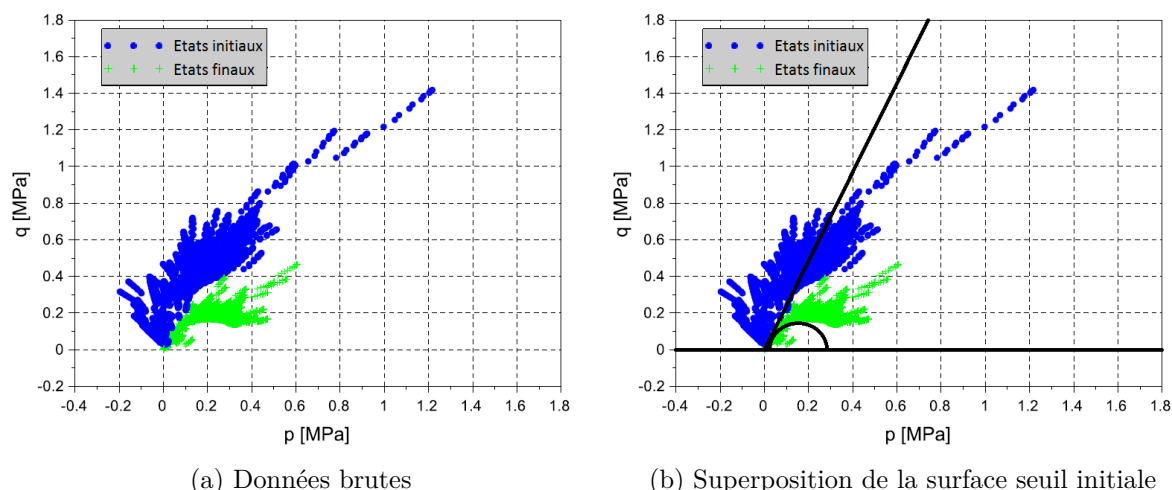 1.8
1.6
1.4
1.2
1
0.8
0.6
0.4
0.2
0
-0.2
q [MPa]
Etats initiaux
Etats finaux
-0.4 -0.2 0 0.2 0.4 0.6 0.8 1 1.2 1.4 1.6 1.8
p [MPa]
(a) Données brutes
1.8
1.6
1.4
1.2
1
0.8
0.6
0.4
0.2
0
-0.2
q [MPa]
Etats initiaux
Etats finaux
-0.4 -0.2 0 0.2 0.4 0.6 0.8 1 1.2 1.4 1.6 1.8
p [MPa]
(b) Superposition de la surface seuil initiale